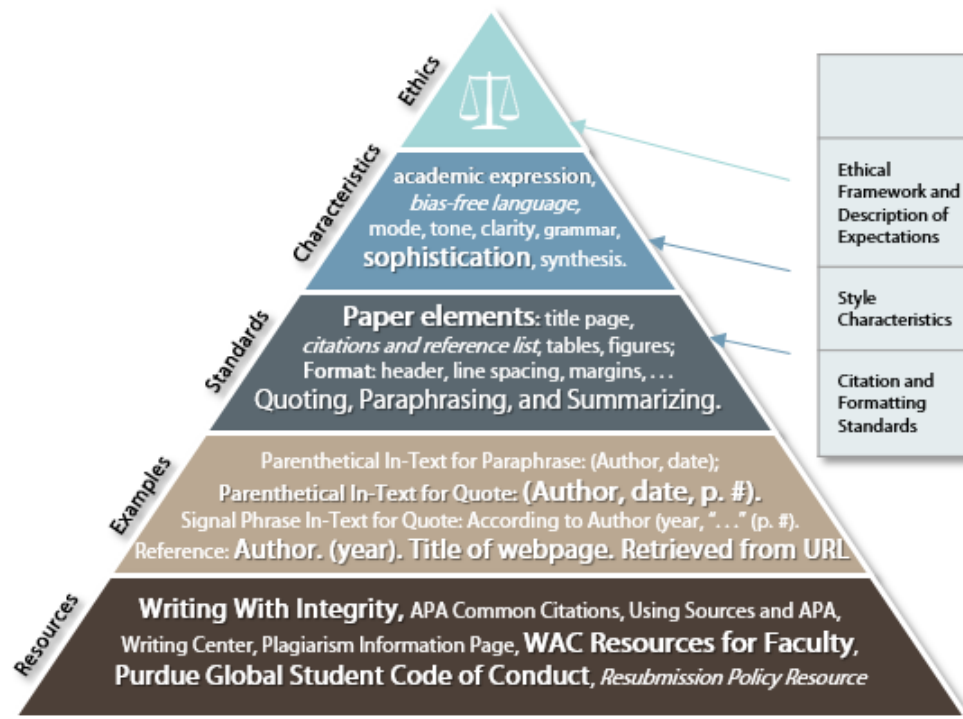 Ethics
Characteristics
academic expression,
bias-free language,
mode, tone, clarity, grammar,
sophistication, synthesis.
Standards
Paper elements: title page,
citations and reference list, tables, figures;
Format: header, line spacing, margins, …
Quoting, Paraphrasing, and Summarizing.
Examples
Parenthetical In-Text for Paraphrase: (Author, date);
Parenthetical In-Text for Quote: (Author, date, p. #).
Signal Phrase In-Text for Quote: According to Author (year, “…” (p. #).
Reference: Author. (year). Title of webpage. Retrieved from URL
Resources
Writing With Integrity, APA Common Citations, Using Sources and APA,
Writing Center, Plagiarism Information Page, WAC Resources for Faculty,
Purdue Global Student Code of Conduct, Resubmission Policy Resource
Ethical
Framework and
Description of
Expectations
Style
Characteristics
Citation and
Formatting
Standards